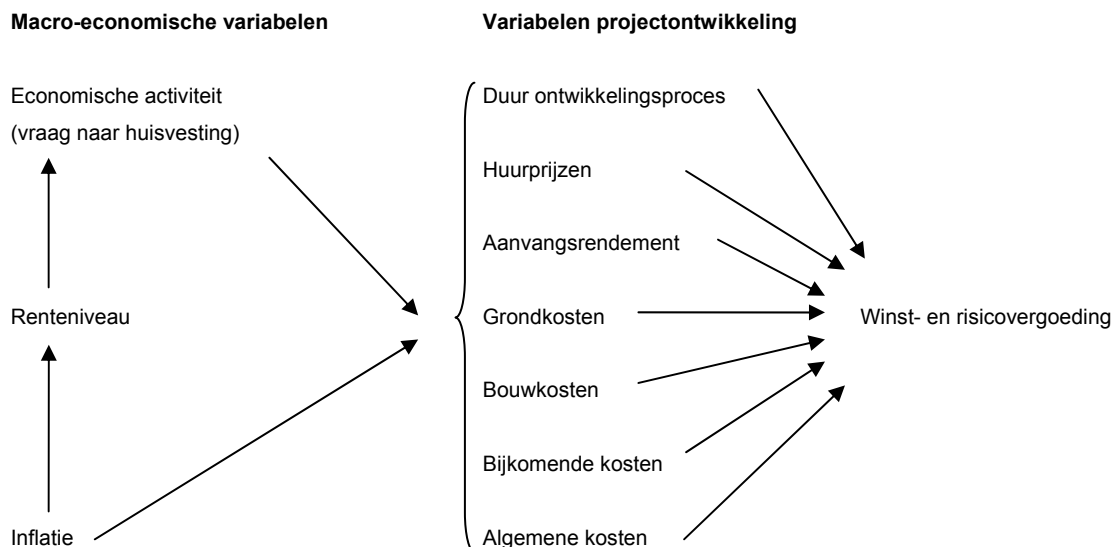 Macro-economische variabelen
Variabelen projectontwikkeling
Economische activiteit
(vraag naar huisvesting)
Renteniveau
Inflatie
Duur ontwikkelingsproces
Huurprijzen
Aanvangsrendement
Grondkosten
Bouwkosten
Bijkomende kosten
Algemene kosten
Winst- en risicovergoeding